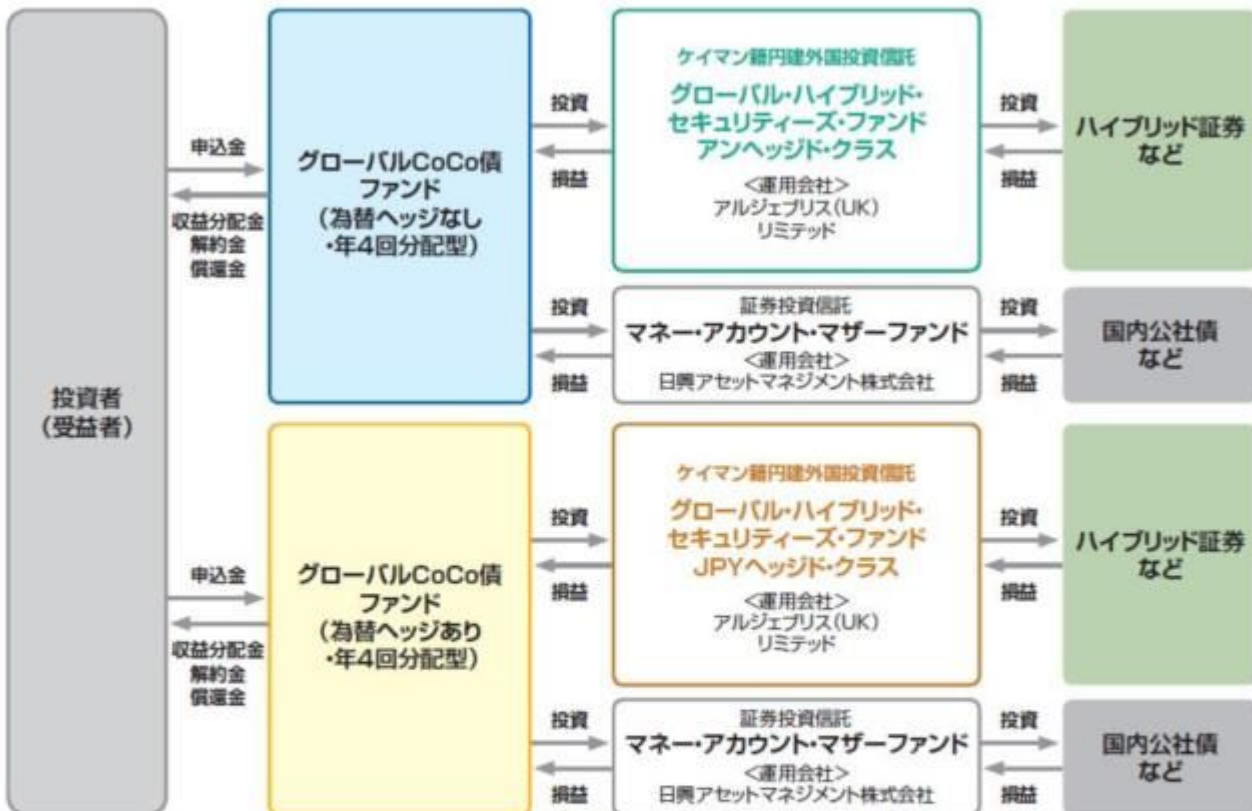 投資者
(受益者)
申込金
収益分配金
解約金
償還金
グローバルCoCo債
ファンド
(為替ヘッジなし
・年4回分配型)
投資
損益
ケイマン籍円建外国投資信託
グローバル・ハイブリッド・
セキュリティーズ・ファンド
アンヘッジド・クラス
<運用会社>
アルジェブリス(UK)
リミテッド
投資
損益
ハイブリッド証券
など
投資
損益
証券投資信託
マネー・アカウント・マザーファンド
<運用会社>
日興アセットマネジメント株式会社
投資
損益
国内公社債
など
申込金
収益分配金
解約金
償還金
グローバルCoCo債
ファンド
(為替ヘッジあり
・年4回分配型)
投資
損益
ケイマン籍円建外国投資信託
グローバル・ハイブリッド・
セキュリティーズ・ファンド
JPYヘッジド・クラス
<運用会社>
アルジェブリス(UK)
リミテッド
投資
損益
ハイブリッド証券
など
投資
損益
証券投資信託
マネー・アカウント・マザーファンド
<運用会社>
日興アセットマネジメント株式会社
投資
損益
国内公社債
など